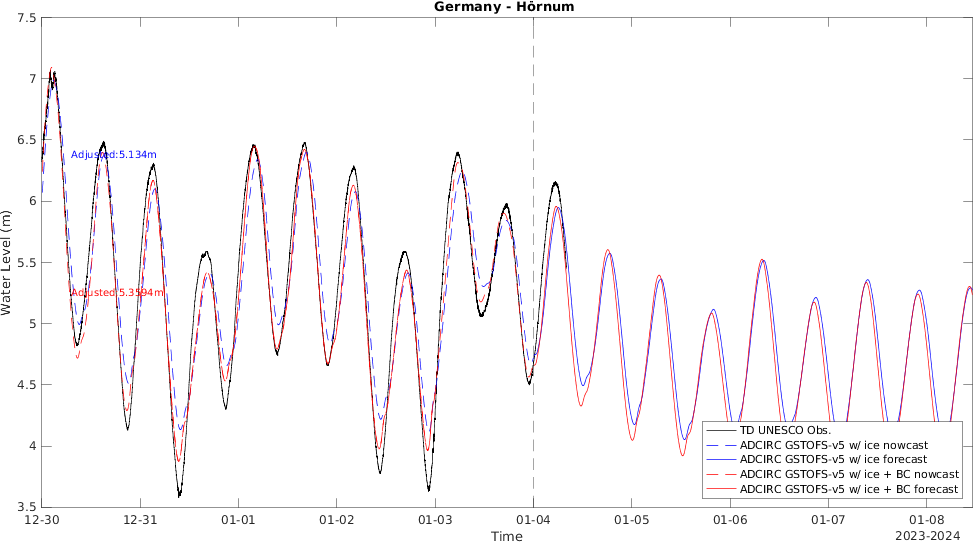 Germany - Hörnum
7.5
7
6.5
6
5.5
5
4.5
4
3.5
Water Level (m)
Adjusted:5.134m
Adjusted:5.3594m
TD UNESCO Obs.
ADCIRC GSTOFS-v5 w/ ice nowcast
ADCIRC GSTOFS-v5 w/ ice forecast
ADCIRC GSTOFS-v5 w/ ice + BC nowcast
ADCIRC GSTOFS-v5 w/ ice + BC forecast
12-30 12-31 01-01 01-02 01-03 01-04 01-05 01-06 01-07 01-08
Time
2023-2024